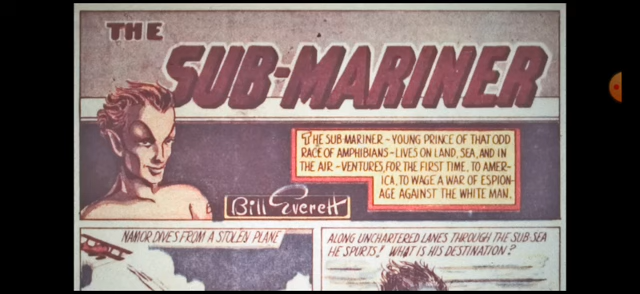 THE
SUB-MARINER
THE SUB MARINER - YOUNG PRINCE OF THAT ODD
RACE OF AMPHIBIANS - LIVES ON LAND, SEA, AND IN
THE AIR - VENTURES, FOR THE FIRST TIME, TO AMER-
ICA, TO WAGE A WAR OF ESPION-
AGE AGAINST THE WHITE MAN.
Bill Everett
NAMOR DIVES FROM A STOLEN PLANE
ALONG UNCHARTERED LANES THROUGH THE SUB SEA
HE SPURTS! WHAT IS HIS DESTINATION?